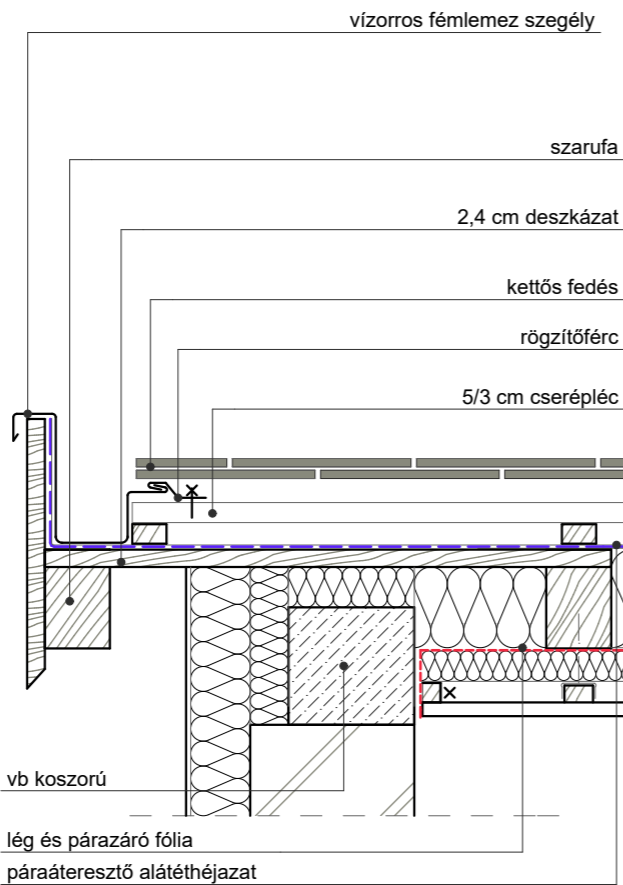 vízorros fémlemez szegély
szarufa
2,4 cm deszkázat
kettős fedés
rögzítőférc
5/3 cm cserépléc
vb koszorú
lég és párazáró fólia
páraáteresztő alátéthéjazat